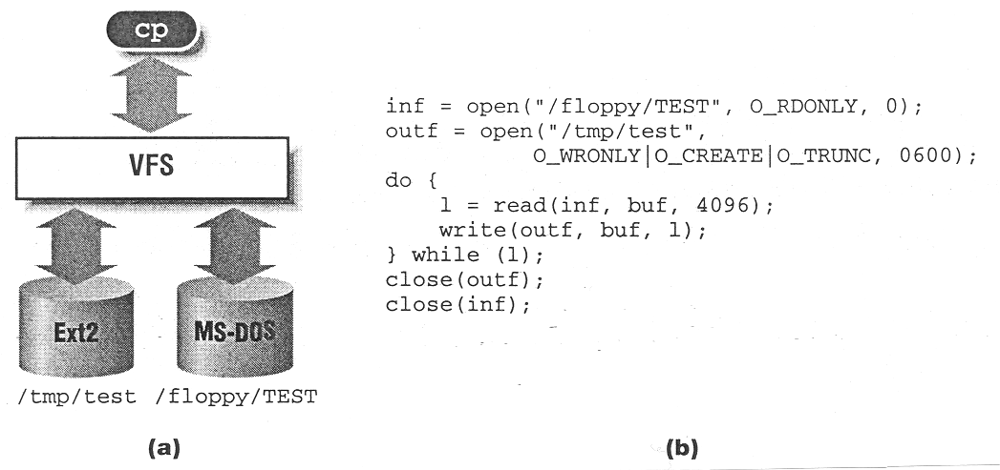 cp
VFS
Ext2
MS-DOS
/tmp/test
/floppy/TEST
(a)
inf = open("/floppy/TEST", O_RDONLY, 0);
outf = open("/tmp/test",
            O_WRONLY|O_CREATE|O_TRUNC, 0600);
do {
    l = read(inf, buf, 4096);
    write(outf, buf, l);
} while (l);
close(outf);
close(inf);
(b)